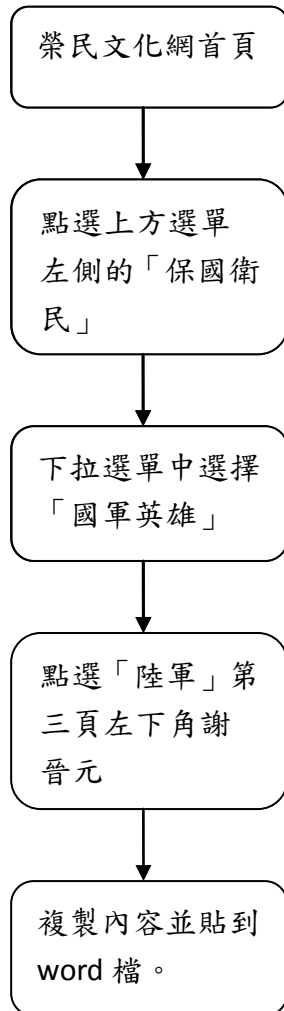 榮民文化網首頁
點選上方選單
左側的「保國衛
民」
下拉選單中選擇
「國軍英雄」
點選「陸軍」第
三頁左下角謝
晉元
複製內容並貼到
word 檔。